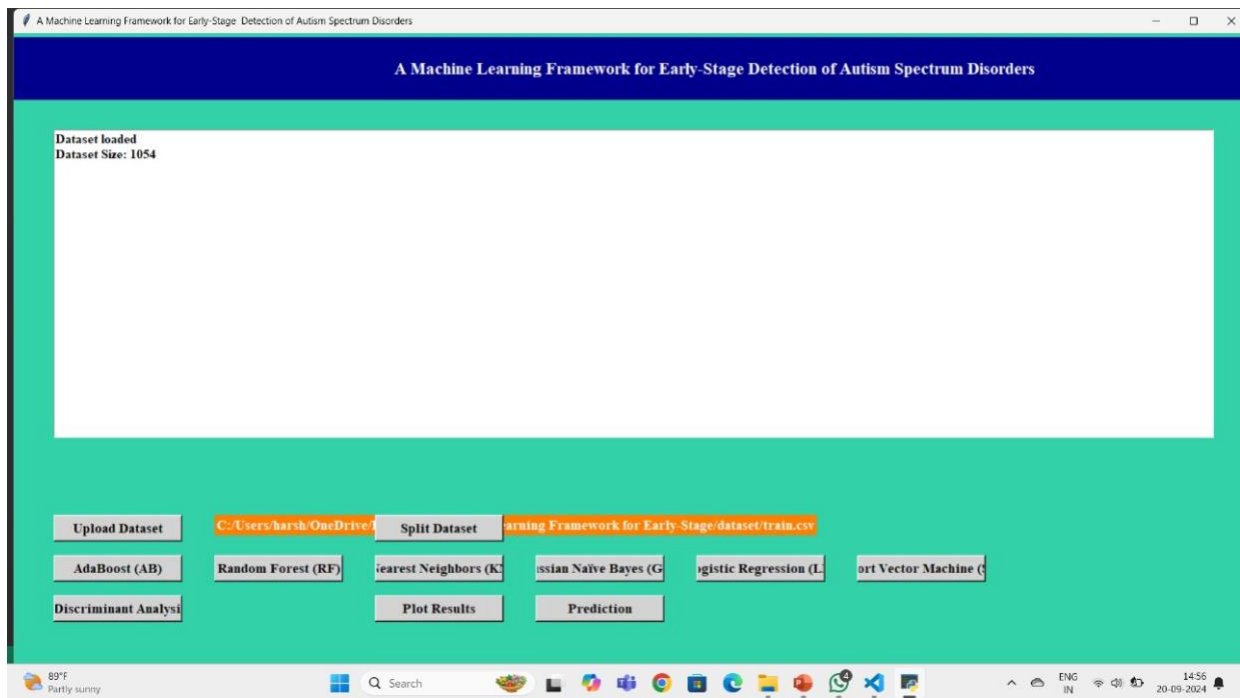 A Machine Learning Framework for Early-Stage Detection of Autism Spectrum Disorders
A Machine Learning Framework for Early-Stage Detection of Autism Spectrum Disorders
Dataset loaded
Dataset Size: 1054
Upload Dataset C:/Users/harsh/OneDrive/ Split Dataset arning Framework for Early-Stage/dataset/train.csv
AdaBoost (AB) Random Forest (RF) earest Neighbors (K ssian Naïve Bayes (G gistic Regression (L ort Vector Machine (
Discriminant Analysi Plot Results Prediction
89°F
Partly sunny
Search
4
ENG
IN
14:56
20-09-2024